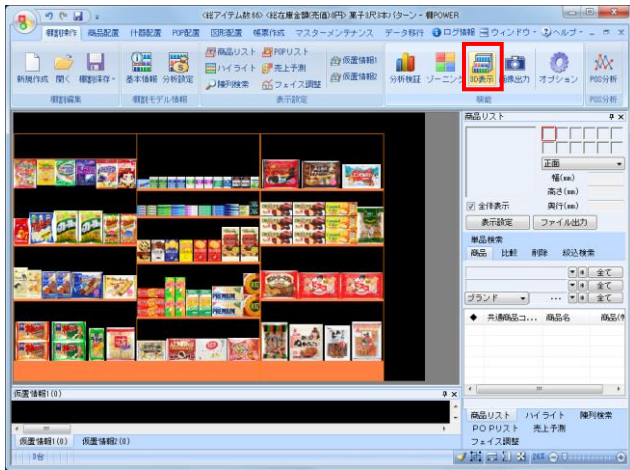 <総アイテム数:66> <総在庫金額(売価):0円> 菓子3尺3本: (ターン - 棚POWER
棚割操作 商品配置 什器配置 POP配置 図形配置 帳票作成 マスターメンテナンス データ移行 ログ情報 ウィンドウ ヘルプ
商品リスト POPリスト 仮置情報1
ハイライト 売上予測 仮置情報2
陳列検索 フェイス調整
新規作成 開く 棚割保存 基本情報 分析設定 分析検証 ゾーニング 3D表示 画像出力 オプション POS分析
棚割編集 棚割モデル情報 表示設定 機能 POS分析
商品リスト
正面
幅(mm)
高さ(mm)
全体表示 奥行(mm)
表示設定 ファイル出力
単品検索
商品 比較 削除 絞込検索
全て
全て
ブランド ... 全て
◆ 共通商品コ... 商品名 商品(
仮置情報1(0)
商品リスト ハイライト 陳列検索
POPリスト 売上予測
フェイス調整
仮置情報1(0) 仮置情報2(0)
3台 26%